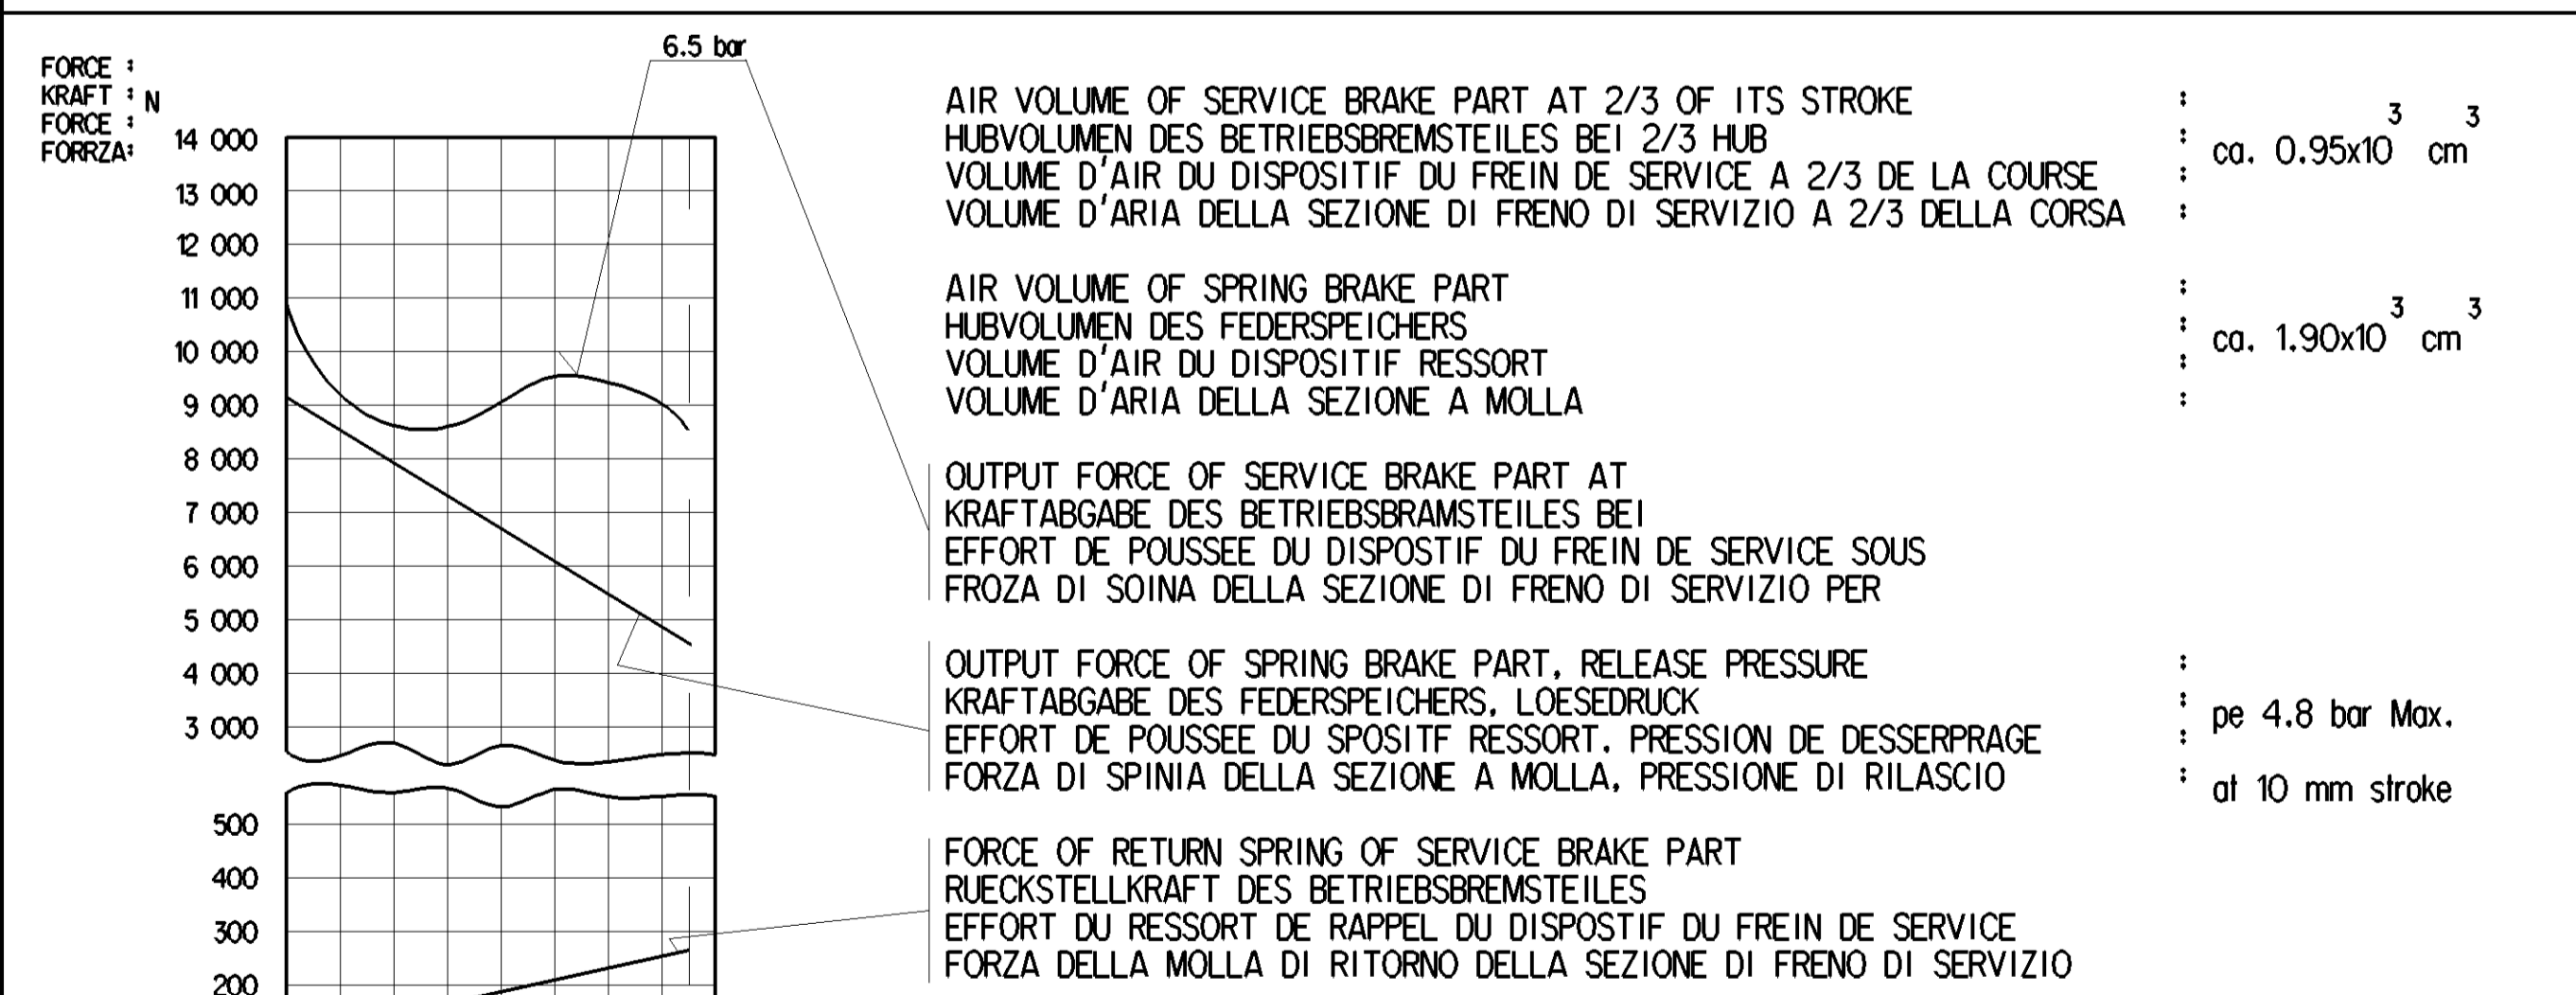 6.5 bar
FORCE :
KRAFT : N
FORCE :
FORRZA:
14 000
13 000
12 000
11 000
10 000
9 000
8 000
7 000
6 000
5 000
4 000
3 000
500
400
300
200
AIR VOLUME OF SERVICE BRAKE PART AT 2/3 OF ITS STROKE :
HUBVOLUMEN DES BETRIEBSBREMSTEILES BEI 2/3 HUB : ca. 0.95x10³ cm³
VOLUME D'AIR DU DISPOSITIF DU FREIN DE SERVICE A 2/3 DE LA COURSE :
VOLUME D'ARIA DELLA SEZIONE DI FRENO DI SERVIZIO A 2/3 DELLA CORSA :
AIR VOLUME OF SPRING BRAKE PART :
HUBVOLUMEN DES FEDERSPEICHERS : ca. 1.90x10³ cm³
VOLUME D'AIR DU DISPOSITIF RESSORT :
VOLUME D'ARIA DELLA SEZIONE A MOLLA :
OUTPUT FORCE OF SERVICE BRAKE PART AT
KRAFTABGABE DES BETRIEBSBRAMSTEILES BEI
EFFORT DE POUSSEE DU DISPOSTIF DU FREIN DE SERVICE SOUS
FROZA DI SOINA DELLA SEZIONE DI FRENO DI SERVIZIO PER
OUTPUT FORCE OF SPRING BRAKE PART, RELEASE PRESSURE :
KRAFTABGABE DES FEDERSPEICHERS, LOESEDRUCK : pe 4.8 bar Max.
EFFORT DE POUSSEE DU SPOSITF RESSORT. PRESSION DE DESSERPRAGE :
FORZA DI SPINIA DELLA SEZIONE A MOLLA, PRESSIONE DI RILASCIO : at 10 mm stroke
FORCE OF RETURN SPRING OF SERVICE BRAKE PART
RUECKSTELLKRAFT DES BETRIEBSBREMSTEILES
EFFORT DU RESSORT DE RAPPEL DU DISPOSTIF DU FREIN DE SERVICE
FORZA DELLA MOLLA DI RITORNO DELLA SEZIONE DI FRENO DI SERVIZIO